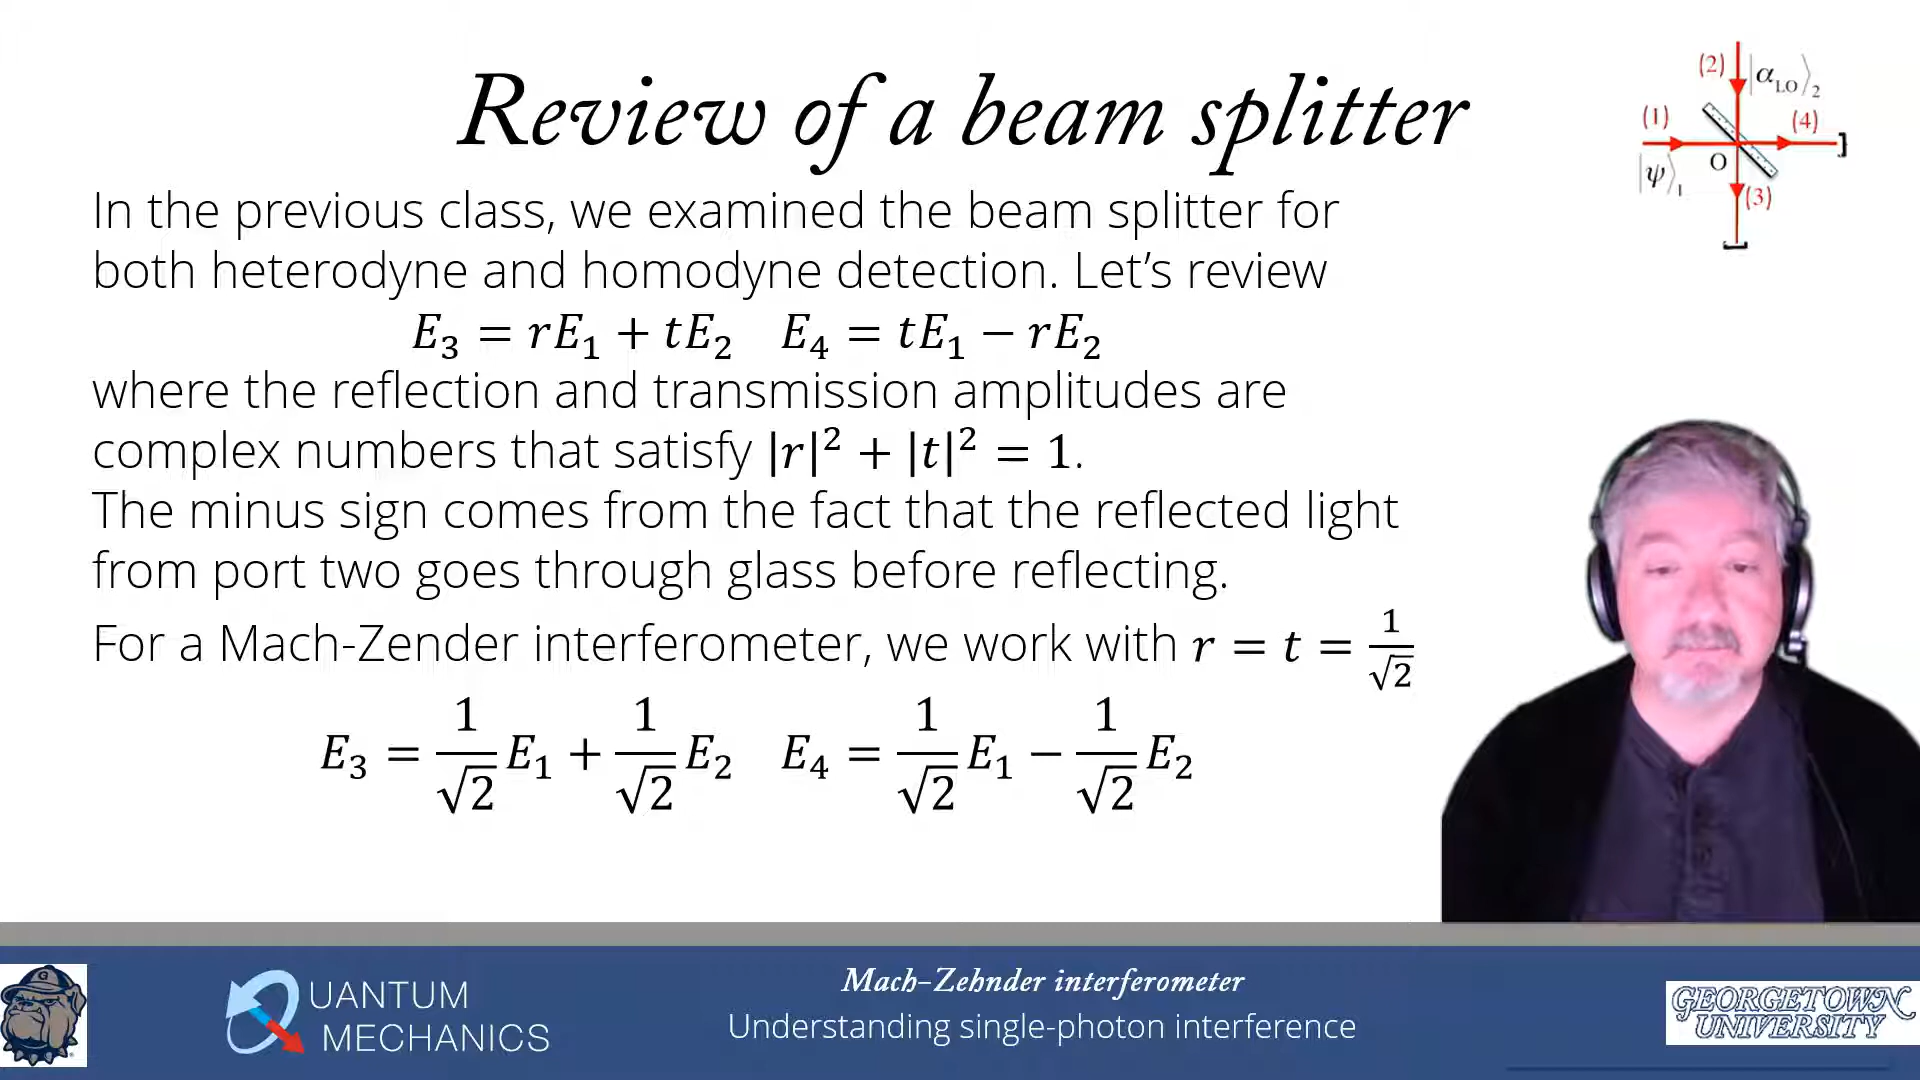 Review of a beam splitter
In the previous class, we examined the beam splitter for
both heterodyne and homodyne detection. Let’s review
E₃ = rE₁ + tE₂ E₄ = tE₁ − rE₂
where the reflection and transmission amplitudes are
complex numbers that satisfy |r|² + |t|² = 1.
The minus sign comes from the fact that the reflected light
from port two goes through glass before reflecting.
For a Mach-Zender interferometer, we work with r = t = 1/√2
E₃ = 1/√2 E₁ + 1/√2 E₂ E₄ = 1/√2 E₁ − 1/√2 E₂
(2) |α_LO⟩₂
(1) (4)
O
|ψ⟩₁ (3)
G
QUANTUM
MECHANICS
Mach-Zehnder interferometer
Understanding single-photon interference
GEORGETOWN
UNIVERSITY